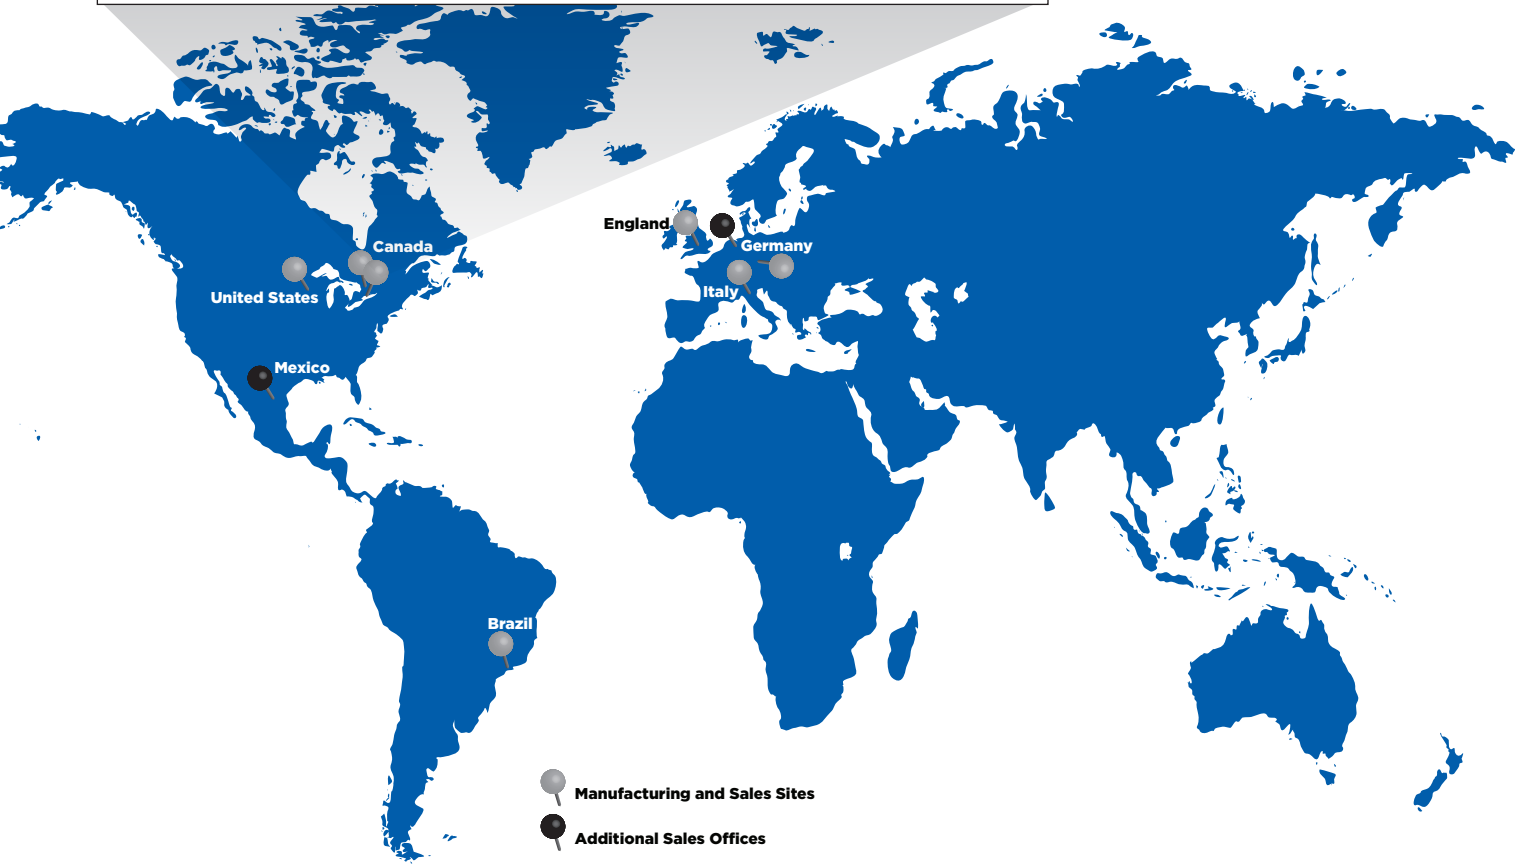 England
Canada
Germany
United States
Italy
Mexico
Brazil
Manufacturing and Sales Sites
Additional Sales Offices